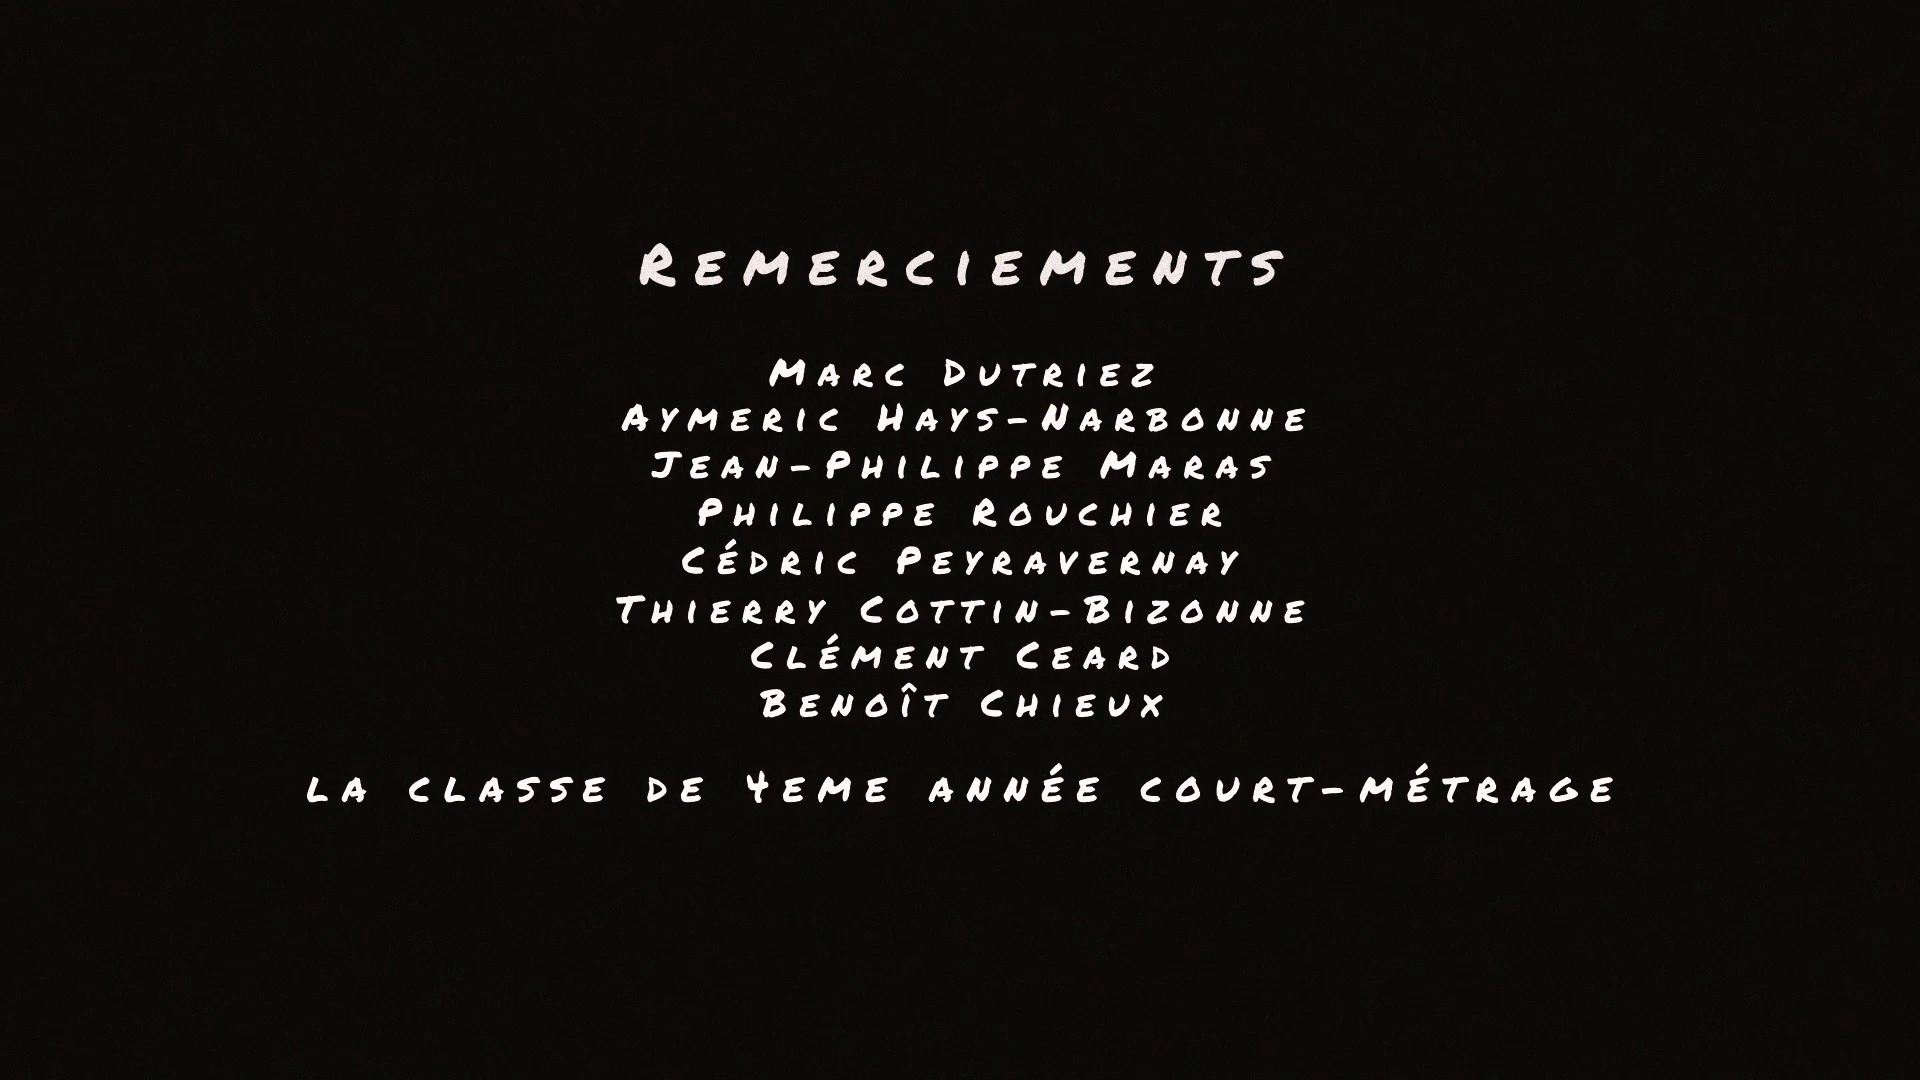 Remerciements
Marc Dutriez
Aymeric Hays-Narbonne
Jean-Philippe Maras
Philippe Rouchier
Cédric Peyravernay
Thierry Cottin-Bizonne
Clément Ceard
Benoît Chieux
la classe de 4eme année court-métrage